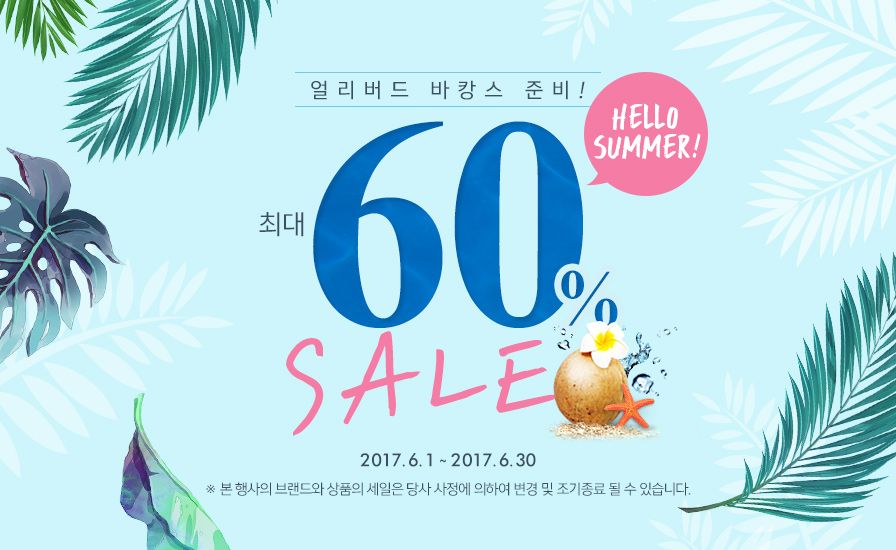 얼리버드 바캉스 준비!
HELLO
SUMMER!
최대 60%
SALE
2017.6.1 ~ 2017.6.30
※ 본 행사의 브랜드와 상품의 세일은 당사 사정에 의하여 변경 및 조기종료 될 수 있습니다.